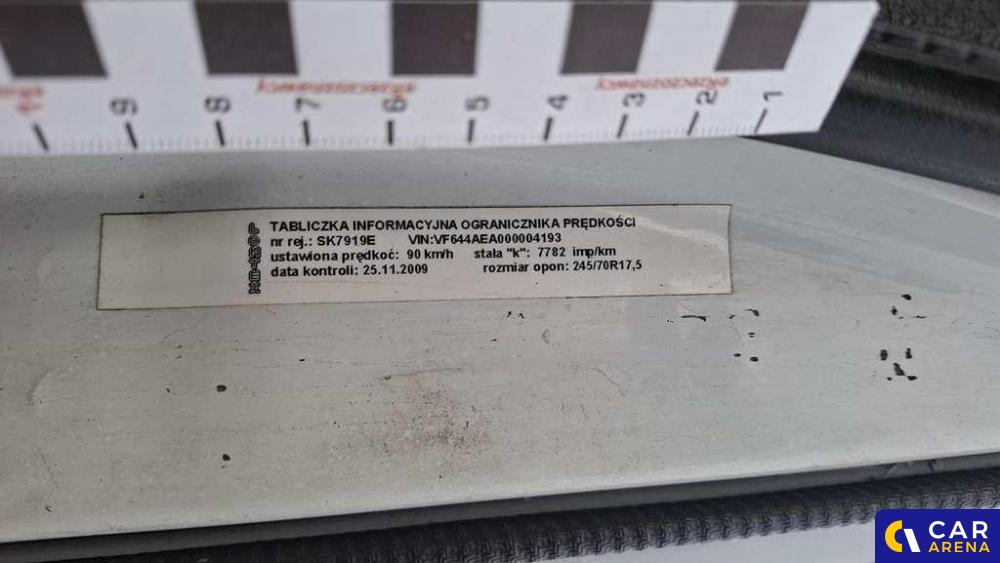 9
8
7
6
5
4
3
2
1
TABLICZKA INFORMACYJNA OGRANICZNIKA PRĘDKOŚCI
nr rej.: SK7919E VIN:VF644AEA000004193
ustawiona prędkoć: 90 km/h stała "k": 7782 imp/km
data kontroli: 25.11.2009 rozmiar opon: 245/70R17,5
CAR
ARENA